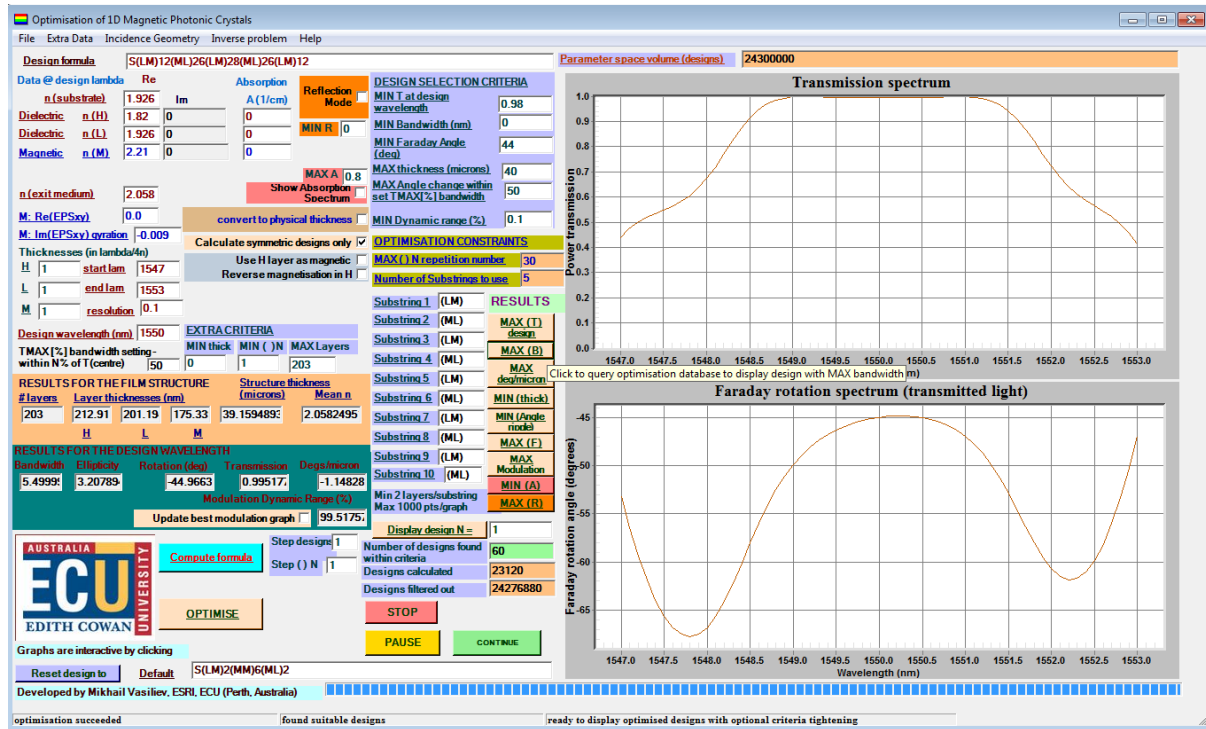 Optimisation of 1D Magnetic Photonic Crystals
File Extra Data Incidence Geometry Inverse problem Help
Design formula S(LM)12(ML)26(LM)28(ML)26(LM)12
Parameter space volume (designs) 24300000
Data @ design lambda Re Absorption
n (substrate) 1.926 Im A (1/cm)
Dielectric n (H) 1.82 0 0
Dielectric n (L) 1.926 0 0
Magnetic n (M) 2.21 0 0
Reflection Mode
MIN R 0
MAX A 0.8
Show Absorption Spectrum
n (exit medium) 2.058
M: Re(EPSxy) 0.0
convert to physical thickness
M: Im(EPSxy) gyration -0.009
Calculate symmetric designs only
Thicknesses (in lambda/4n)
Use H layer as magnetic
Reverse magnetisation in H
H 1 start lam 1547
L 1 end lam 1553
M 1 resolution 0.1
Design wavelength (nm) 1550
EXTRA CRITERIA
TMAX [%] bandwidth setting -
within N% of T(centre) 50
MIN thick MIN ( )N MAX Layers
0 1 203
RESULTS FOR THE FILM STRUCTURE
# layers Layer thicknesses (nm)
Structure thickness (microns) Mean n
203 212.91 201.19 175.33 39.159489 2.0582495
H L M
RESULTS FOR THE DESIGN WAVELENGTH
Bandwidth Ellipticity Rotation (deg) Transmission Degs/micron
5.4999 3.20789 -44.9663 0.99517 -1.14828
Modulation Dynamic Range (%)
Update best modulation graph 99.5175
AUSTRALIA
ECU
EDITH COWAN
UNIVERSITY
Compute formula
Step designs 1
Step ( ) N 1
OPTIMISE
Graphs are interactive by clicking
Reset design to Default S(LM)2(MM)6(ML)2
Developed by Mikhail Vasiliev, ESRI, ECU (Perth, Australia)
DESIGN SELECTION CRITERIA
MIN T at design wavelength 0.98
MIN Bandwidth (nm) 0
MIN Faraday Angle (deg) 44
MAX thickness (microns) 40
MAX Angle change within set TMAX[%] bandwidth 50
MIN Dynamic range (%) 0.1
OPTIMISATION CONSTRAINTS
MAX ( ) N repetition number 30
Number of Substrings to use 5
Substring 1 (LM)
Substring 2 (ML)
Substring 3 (LM)
Substring 4 (ML)
Substring 5 (LM)
Substring 6 (ML)
Substring 7 (LM)
Substring 8 (ML)
Substring 9 (LM)
Substring 10 (ML)
RESULTS
MAX (T) design
MAX (B)
MAX deg/micron
MIN (thick)
MIN (Angle
MAX (F)
MAX Modulation
MIN (A)
MAX (R)
Min 2 layers/substring
Max 1000 pts/graph
Display design N = 1
Number of designs found within criteria 60
Designs calculated 23120
Designs filtered out 24276880
STOP
PAUSE
CONTINUE
Transmission spectrum
Power transmission
1.0
0.9
0.8
0.7
0.6
0.5
0.4
0.3
0.2
0.1
0.0
1547.0 1547.5 1548.0 1548.5 1549.0 1549.5 1550.0 1550.5 1551.0 1551.5 1552.0 1552.5 1553.0
Click to query optimisation database to display design with MAX bandwidth
m)
Faraday rotation spectrum (transmitted light)
Faraday rotation angle (degrees)
-45
-50
-55
-60
-65
1547.0 1547.5 1548.0 1548.5 1549.0 1549.5 1550.0 1550.5 1551.0 1551.5 1552.0 1552.5 1553.0
Wavelength (nm)
optimisation succeeded
found suitable designs
ready to display optimised designs with optional criteria tightening